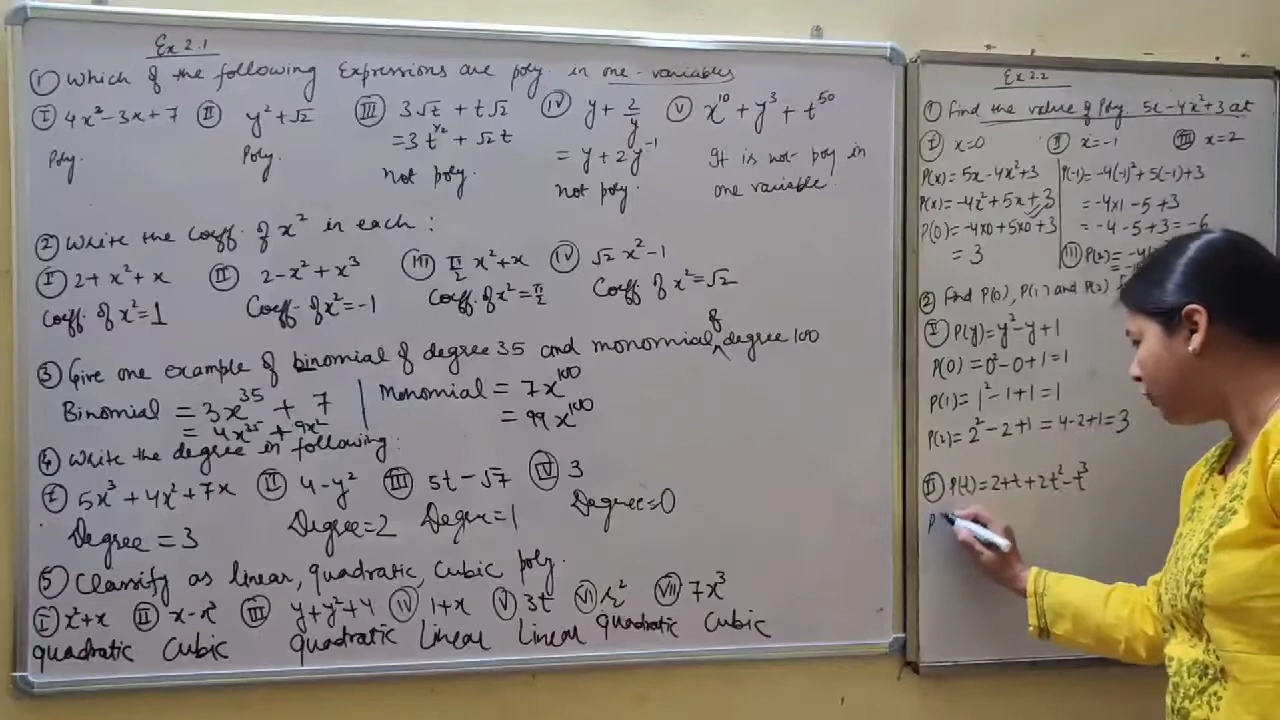 Ex 2.1
① Which of the following Expressions are poly. in one variables
Ⅰ 4x²-3x+7 Ⅱ y²+√2 Ⅲ 3√t + t√2 Ⅳ y + 2/y Ⅴ x¹⁰+y³+t⁵⁰
= 3t^½ + √2 t = y + 2y⁻¹ It is not poly in
Poly. Poly. not poly. not poly. one variable.
② Write the coeff. of x² in each :
Ⅰ 2+x²+x Ⅱ 2-x²+x³ Ⅲ π/2 x²+x Ⅳ √2 x²-1
Coeff. of x²=1 Coeff. of x²=-1 Coeff. of x²=π/2 Coeff. of x²=√2
③ Give one example of binomial of degree 35 and monomial of degree 100
Binomial = 3x³⁵ + 7 Monomial = 7x¹⁰⁰
= 4x³⁵ + 9x² = 99x¹⁰⁰
④ Write the degree in following.
Ⅰ 5x³+4x²+7x Ⅱ 4-y² Ⅲ 5t-√7 Ⅳ 3
Degree = 3 Degree=2 Degree=1 Degree=0
⑤ Classify as linear, quadratic, cubic poly.
Ⅰ x²+x Ⅱ x-x³ Ⅲ y+y²+4 Ⅳ 1+x Ⅴ 3t Ⅵ r² Ⅶ 7x³
quadratic cubic quadratic linear linear quadratic cubic
Ex 2.2
① Find the value of Poly. 5x-4x²+3 at
Ⅰ x=0 Ⅱ x=-1 Ⅲ x=2
P(x)= 5x-4x²+3 P(-1)= -4(-1)²+5(-1)+3
P(x)= -4x²+5x+3 = -4x1-5+3
P(0)= -4x0+5x0+3 = -4-5+3=-6
= 3 Ⅲ P(2)=
② Find P(0), P(1) and P(2)
Ⅰ P(y)= y²-y+1
P(0)= 0²-0+1=1
P(1)= 1²-1+1=1
P(2)= 2²-2+1=4-2+1=3
Ⅱ P(t)=2+t+2t²-t³
P